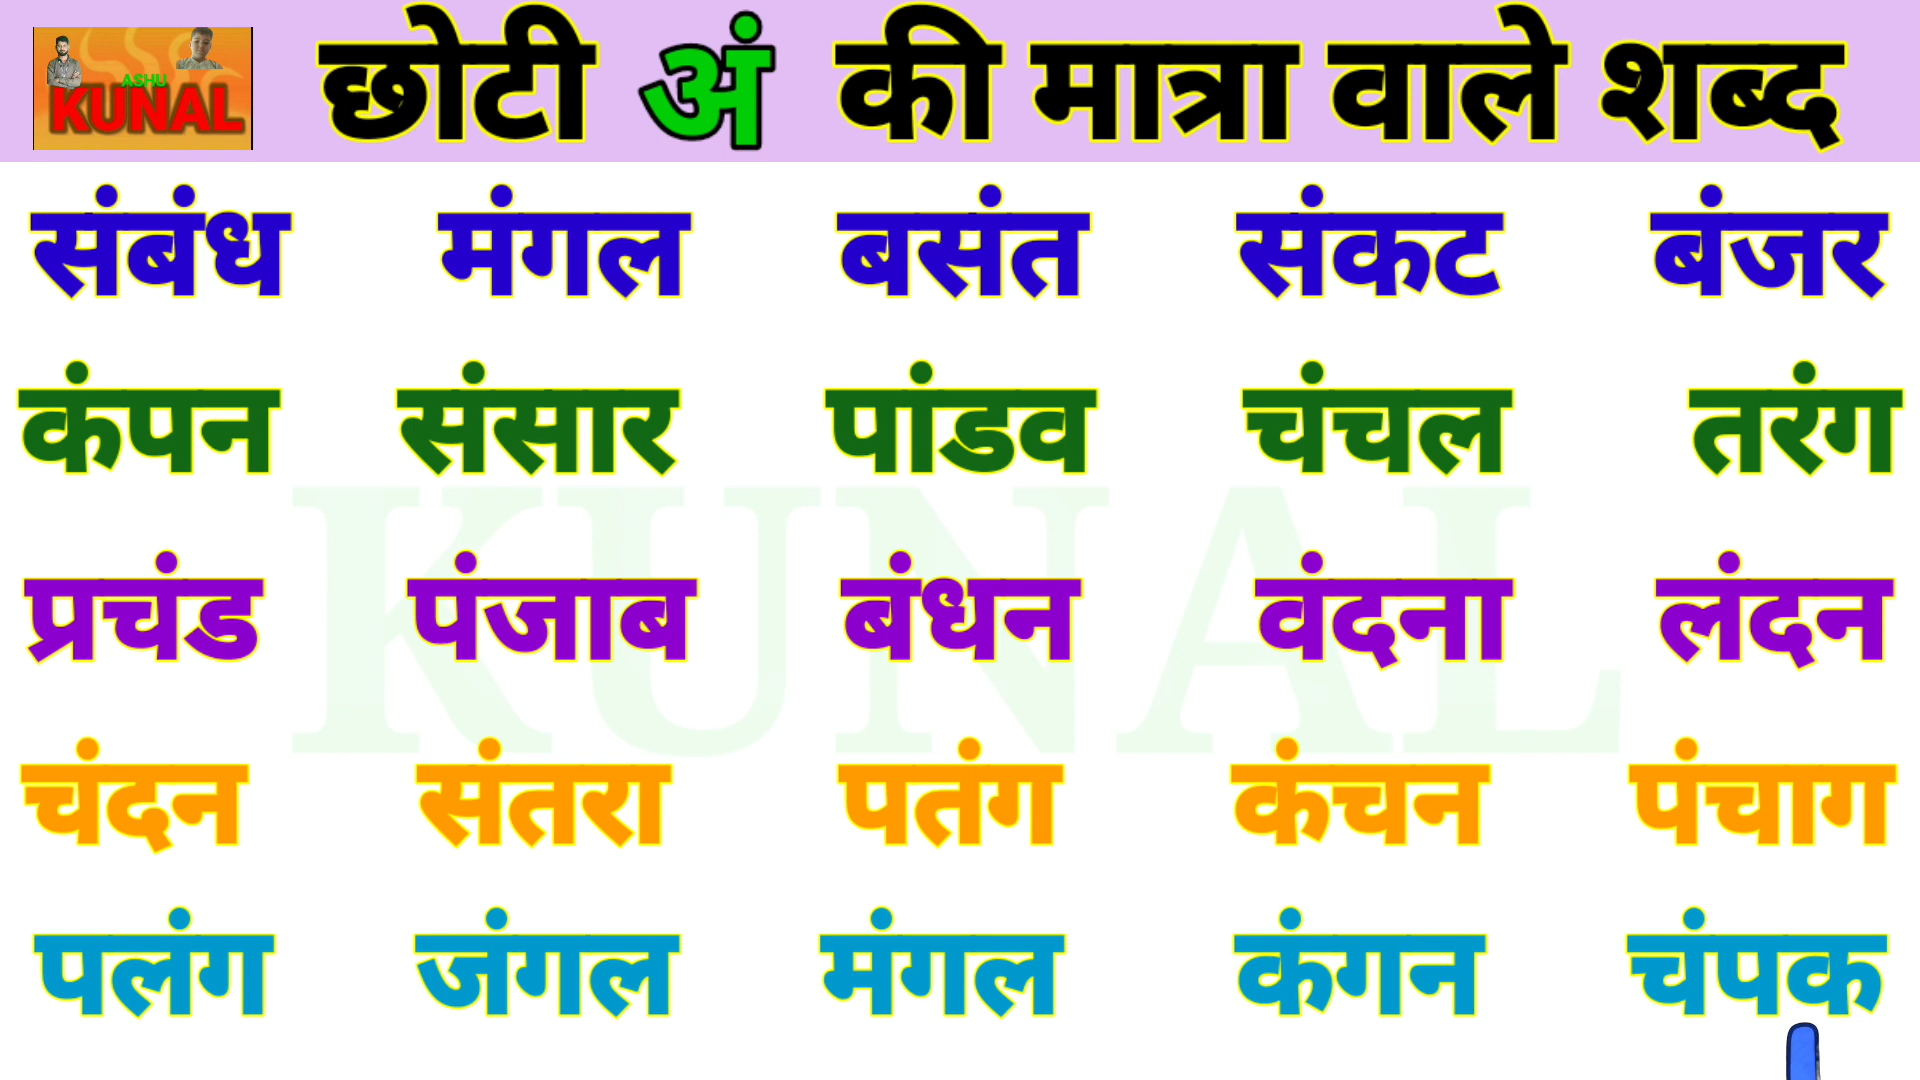 ASHU
KUNAL
छोटी अं की मात्रा वाले शब्द
संबंध मंगल बसंत संकट बंजर
कंपन संसार पांडव चंचल तरंग
KUNAL
प्रचंड पंजाब बंधन वंदना लंदन
चंदन संतरा पतंग कंचन पंचाग
पलंग जंगल मंगल कंगन चंपक